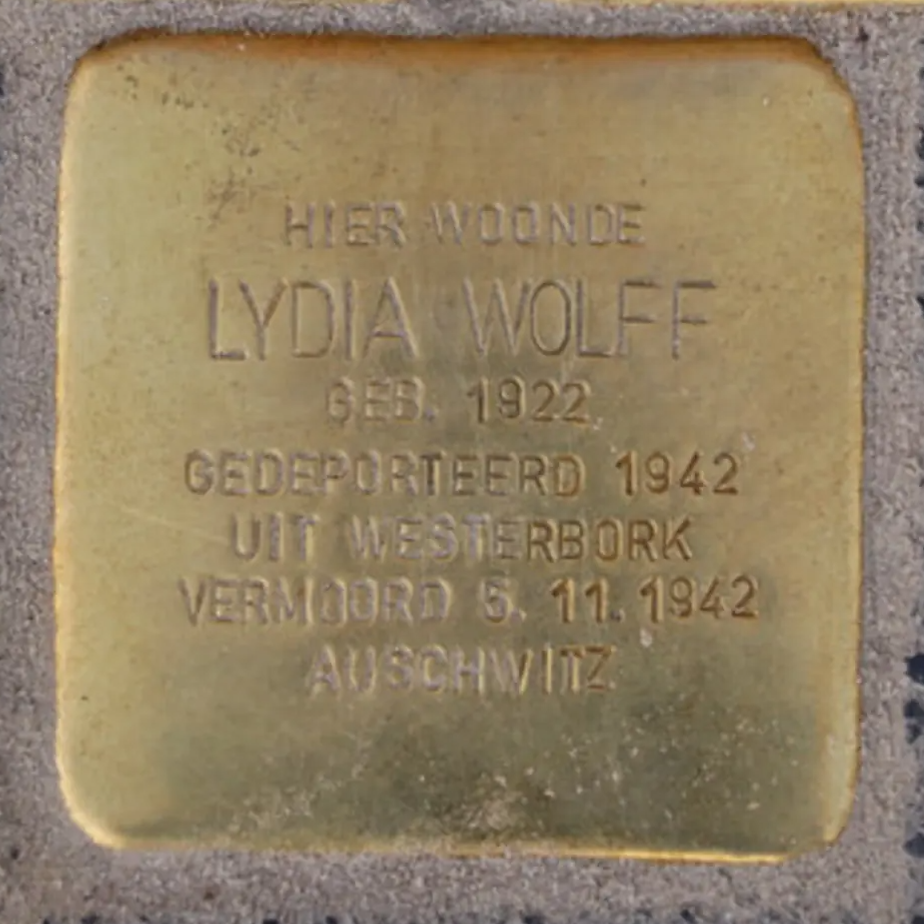 HIER WOONDE
LYDIA WOLFF
GEB. 1922
GEDEPORTEERD 1942
UIT WESTERBORK
VERMOORD 5. 11. 1942
AUSCHWITZ